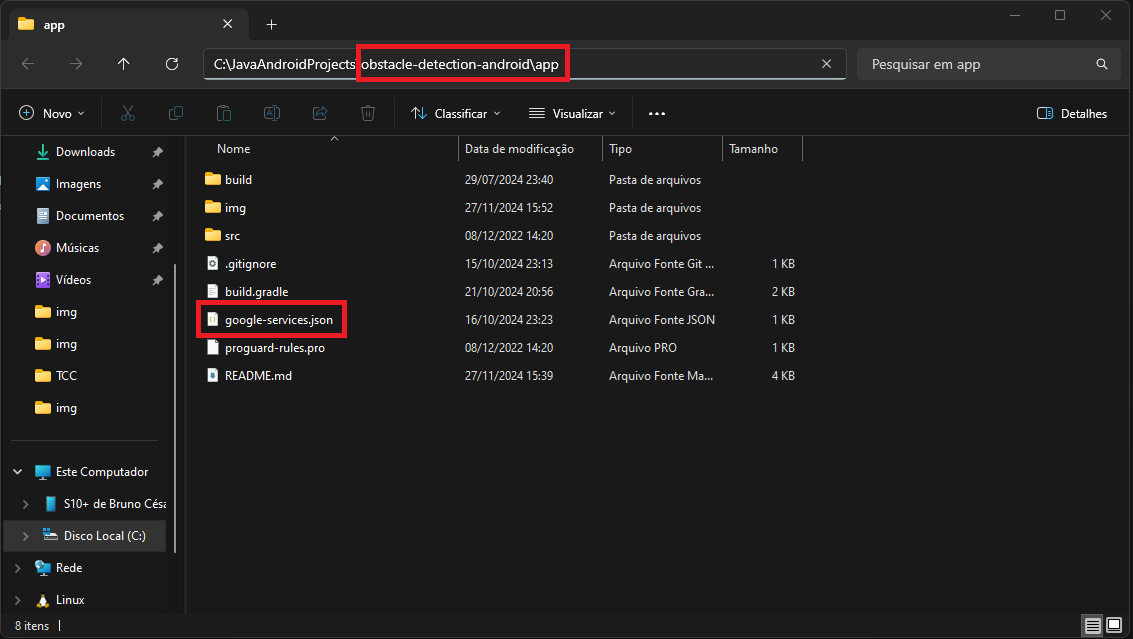 app
C:\JavaAndroidProjects\obstacle-detection-android\app
Pesquisar em app
Novo
Classificar
Visualizar
Detalhes
Downloads
Imagens
Documentos
Músicas
Vídeos
img
img
TCC
img
Este Computador
S10+ de Bruno Césa
Disco Local (C:)
Rede
Linux
Nome Data de modificação Tipo Tamanho
build 29/07/2024 23:40 Pasta de arquivos
img 27/11/2024 15:52 Pasta de arquivos
src 08/12/2022 14:20 Pasta de arquivos
.gitignore 15/10/2024 23:13 Arquivo Fonte Git ... 1 KB
build.gradle 21/10/2024 20:56 Arquivo Fonte Gra... 2 KB
google-services.json 16/10/2024 23:23 Arquivo Fonte JSON 1 KB
proguard-rules.pro 08/12/2022 14:20 Arquivo PRO 1 KB
README.md 27/11/2024 15:39 Arquivo Fonte Ma... 4 KB
8 itens